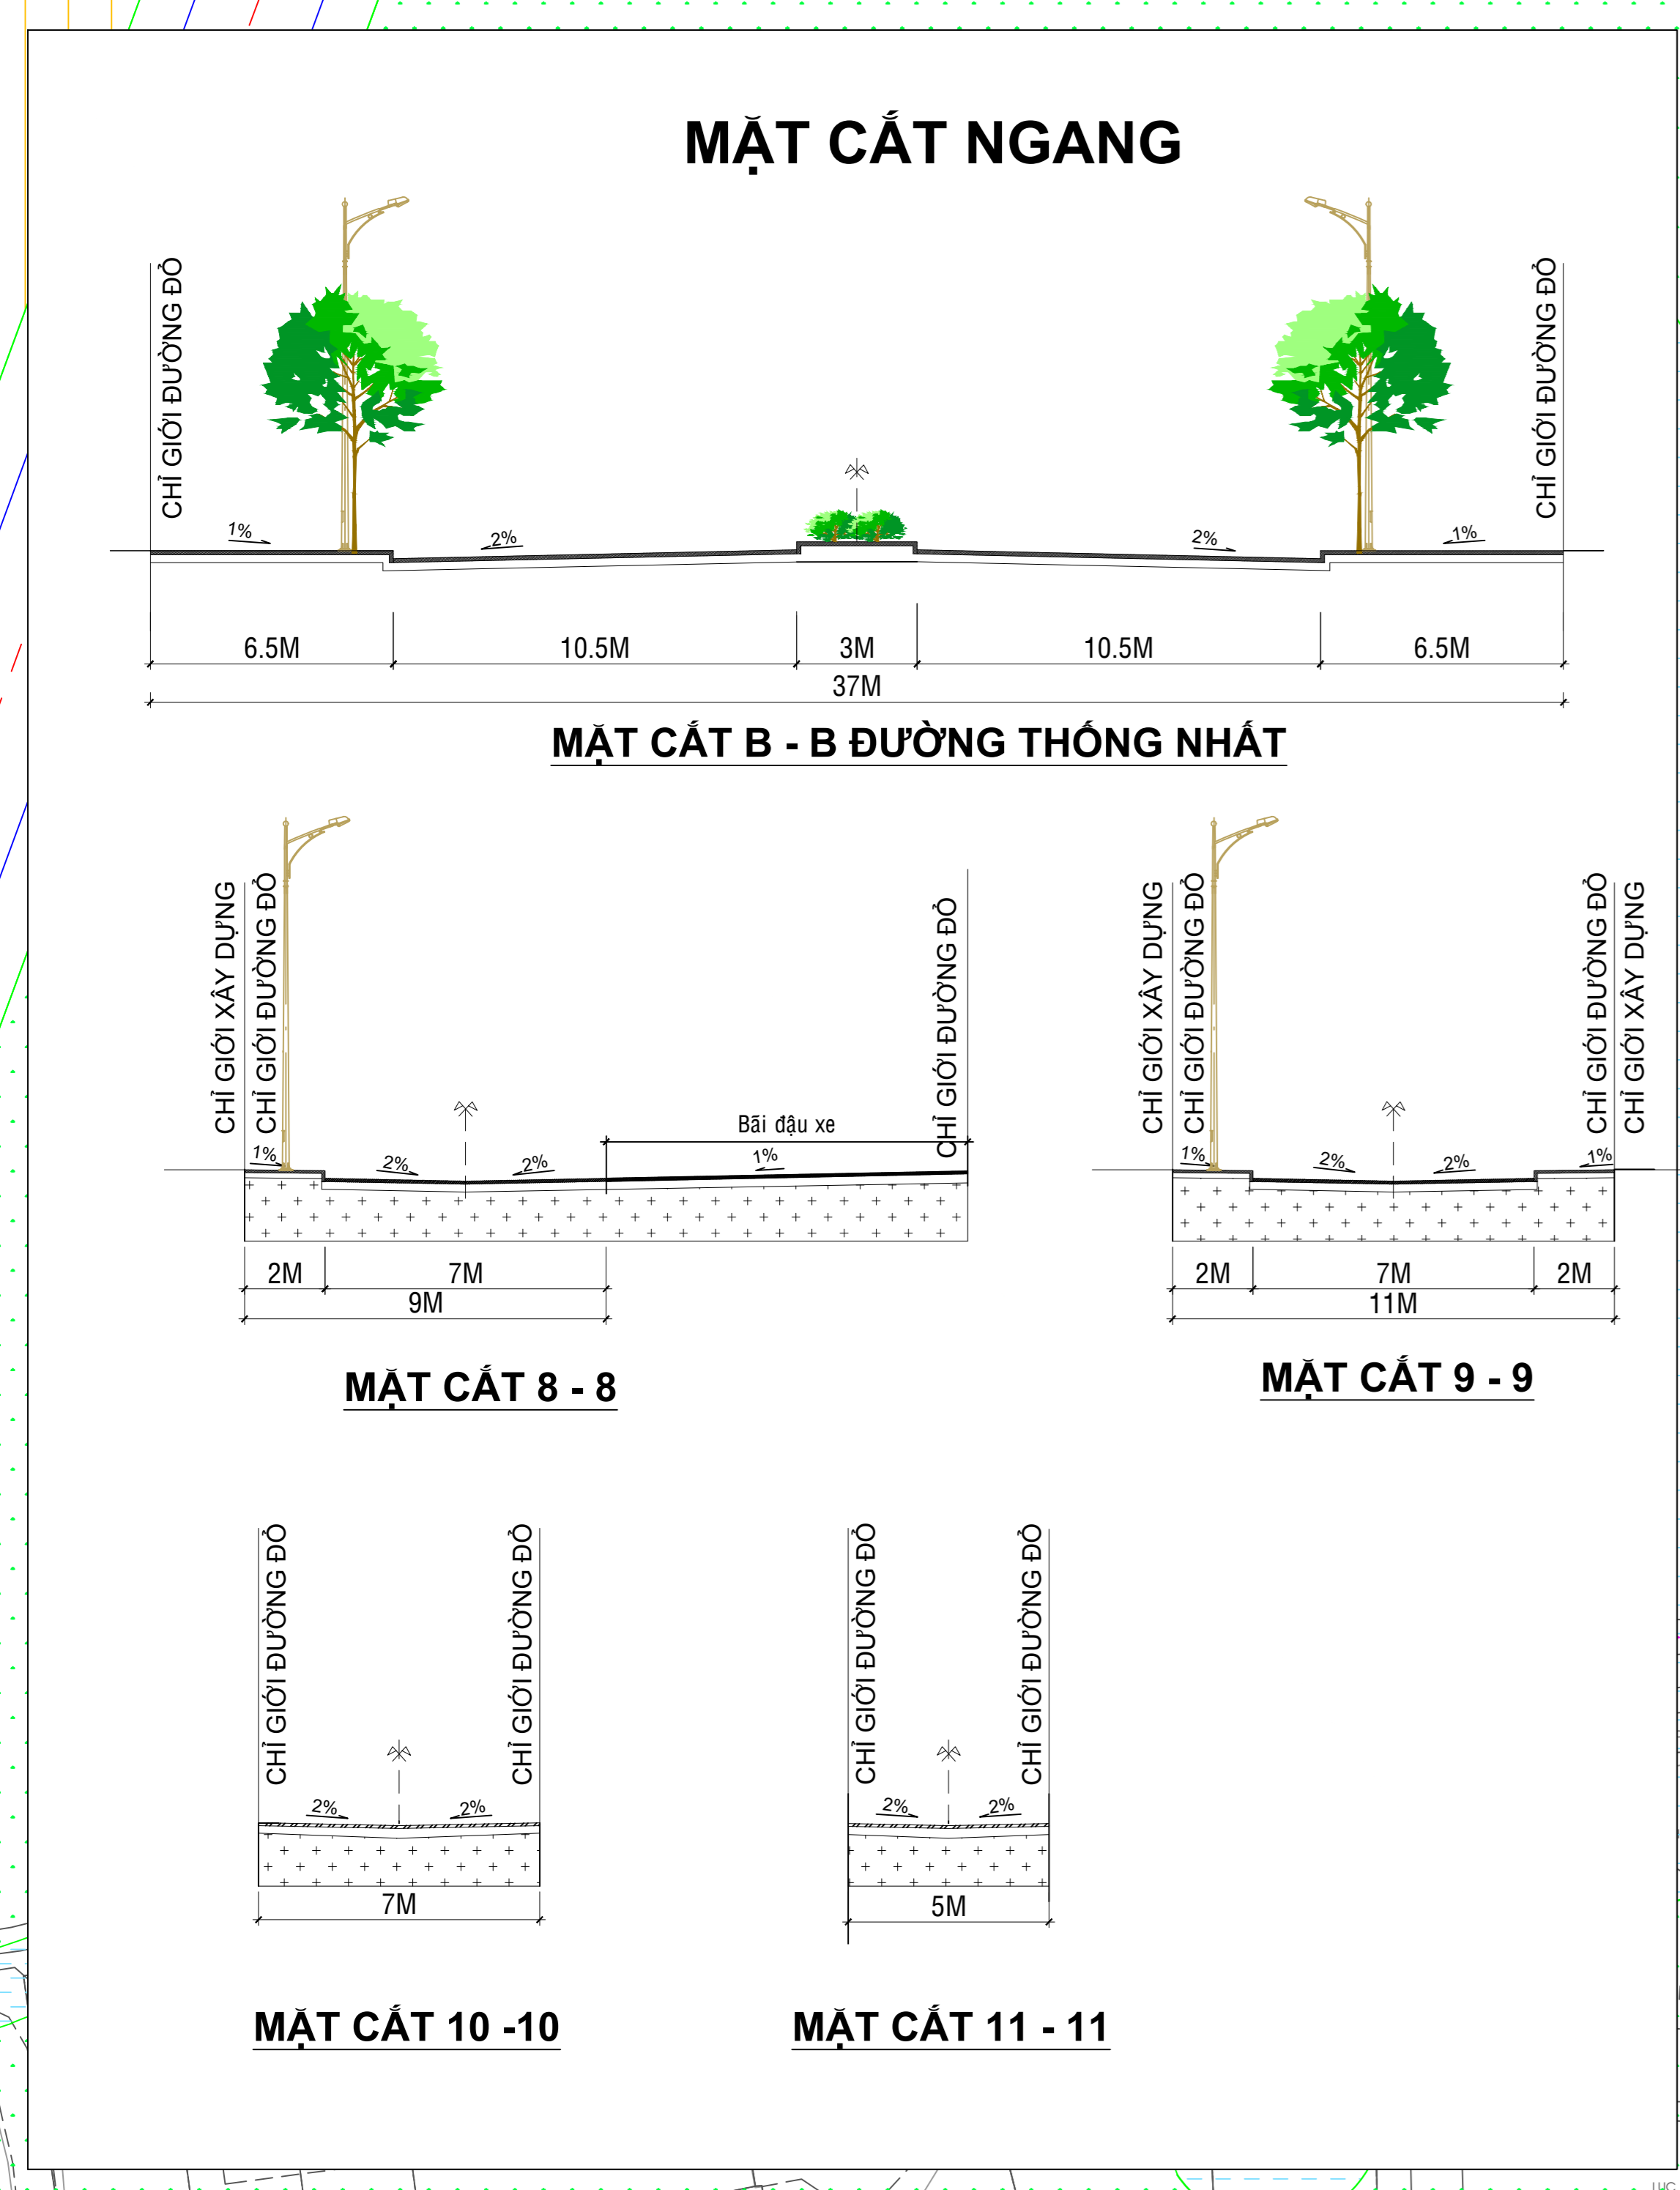 MẶT CẮT NGANG
CHỈ GIỚI ĐƯỜNG ĐỎ
CHỈ GIỚI ĐƯỜNG ĐỎ
1%
2%
2%
1%
6.5M
10.5M
3M
10.5M
6.5M
37M
MẶT CẮT B - B ĐƯỜNG THỐNG NHẤT
CHỈ GIỚI XÂY DỰNG
CHỈ GIỚI ĐƯỜNG ĐỎ
CHỈ GIỚI ĐƯỜNG ĐỎ
Bãi đậu xe
1%
2%
2%
1%
2M
7M
9M
MẶT CẮT 8 - 8
CHỈ GIỚI XÂY DỰNG
CHỈ GIỚI ĐƯỜNG ĐỎ
CHỈ GIỚI ĐƯỜNG ĐỎ
CHỈ GIỚI XÂY DỰNG
1%
2%
2%
1%
2M
7M
2M
11M
MẶT CẮT 9 - 9
CHỈ GIỚI ĐƯỜNG ĐỎ
CHỈ GIỚI ĐƯỜNG ĐỎ
2%
2%
7M
MẶT CẮT 10 -10
CHỈ GIỚI ĐƯỜNG ĐỎ
CHỈ GIỚI ĐƯỜNG ĐỎ
2%
2%
5M
MẶT CẮT 11 - 11